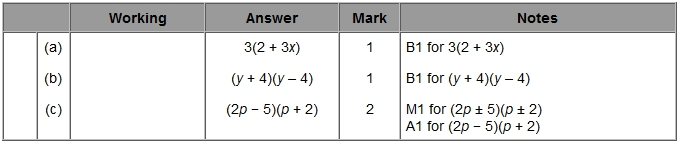 Working Answer Mark Notes
(a) 3(2 + 3x) 1 B1 for 3(2 + 3x)
(b) (y + 4)(y – 4) 1 B1 for (y + 4)(y – 4)
(c) (2p − 5)(p + 2) 2 M1 for (2p ± 5)(p ± 2)
A1 for (2p − 5)(p + 2)